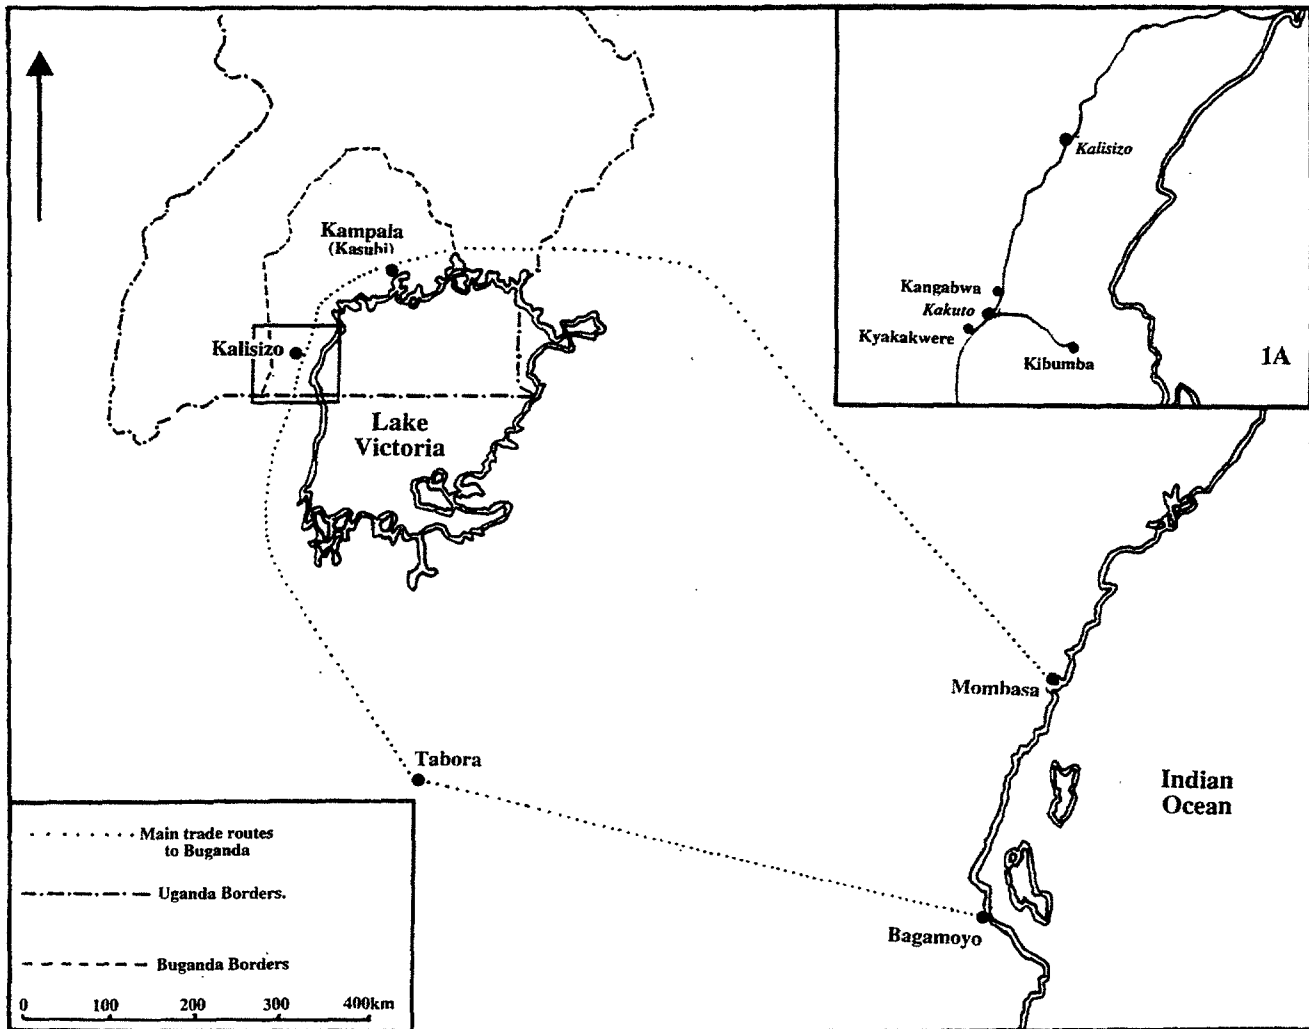 Kalisizo
Kangabwa
Kakuto
Kyakakwere
Kibumba
1A
Kampala
(Kasubi)
Kalisizo
Lake
Victoria
Mombasa
Tabora
Indian
Ocean
Bagamoyo
Main trade routes
to Buganda
Uganda Borders.
Buganda Borders
0 100 200 300 400km